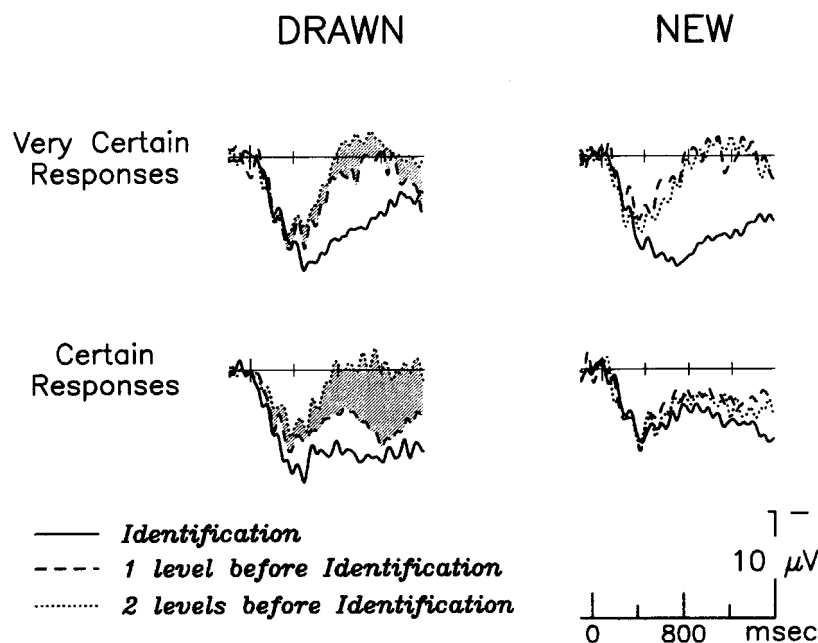 DRAWN NEW
Very Certain
Responses
Certain
Responses
Identification
1 level before Identification
2 levels before Identification
10 μV
0 800 msec